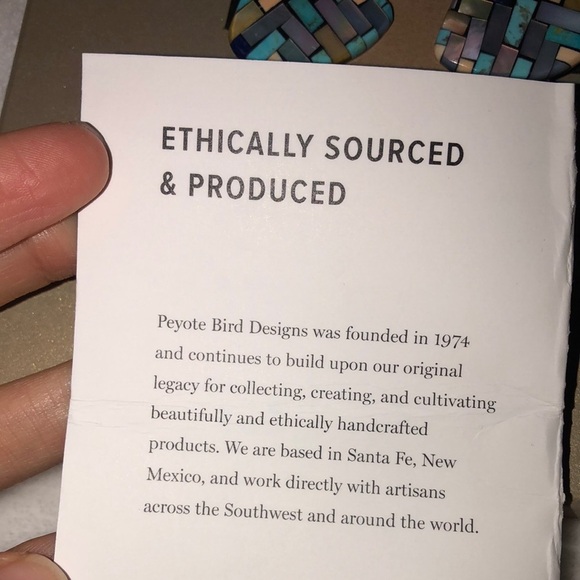 ETHICALLY SOURCED
& PRODUCED
Peyote Bird Designs was founded in 1974
and continues to build upon our original
legacy for collecting, creating, and cultivating
beautifully and ethically handcrafted
products. We are based in Santa Fe, New
Mexico, and work directly with artisans
across the Southwest and around the world.